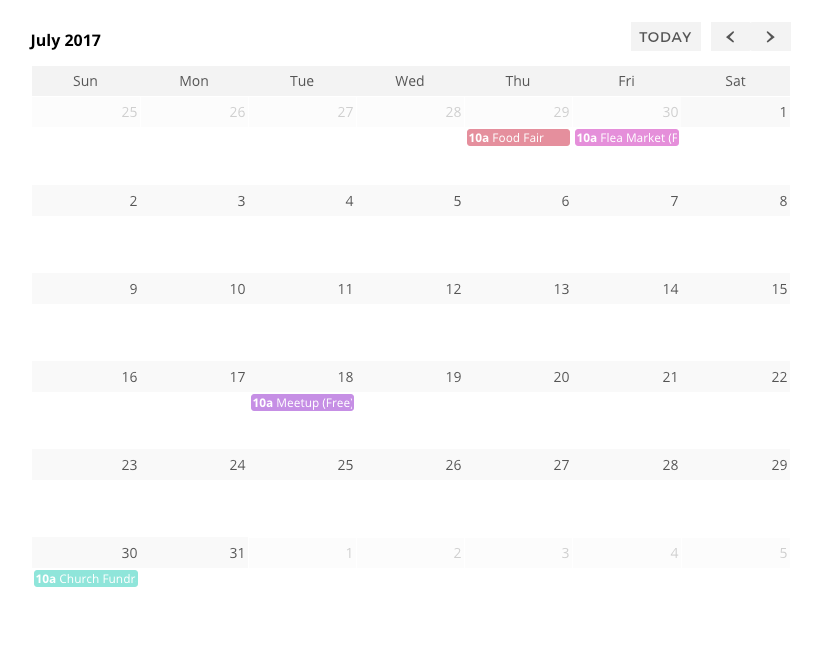 July 2017
TODAY
Sun Mon Tue Wed Thu Fri Sat
25 26 27 28 29 30 1
10a Food Fair 10a Flea Market (F
2 3 4 5 6 7 8
9 10 11 12 13 14 15
16 17 18 19 20 21 22
10a Meetup (Free)
23 24 25 26 27 28 29
30 31 1 2 3 4 5
10a Church Fundr